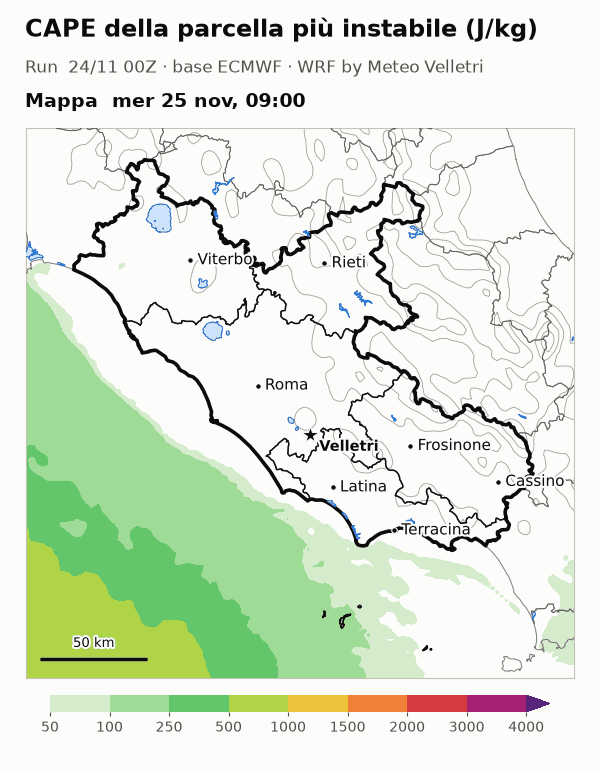 CAPE della parcella più instabile (J/kg)
Run  24/11 00Z · base ECMWF · WRF by Meteo Velletri
Mappa  mer 25 nov, 09:00
Viterbo
Rieti
Roma
Velletri
Frosinone
Latina
Cassino
Terracina
50 km
50 100 250 500 1000 1500 2000 3000 4000